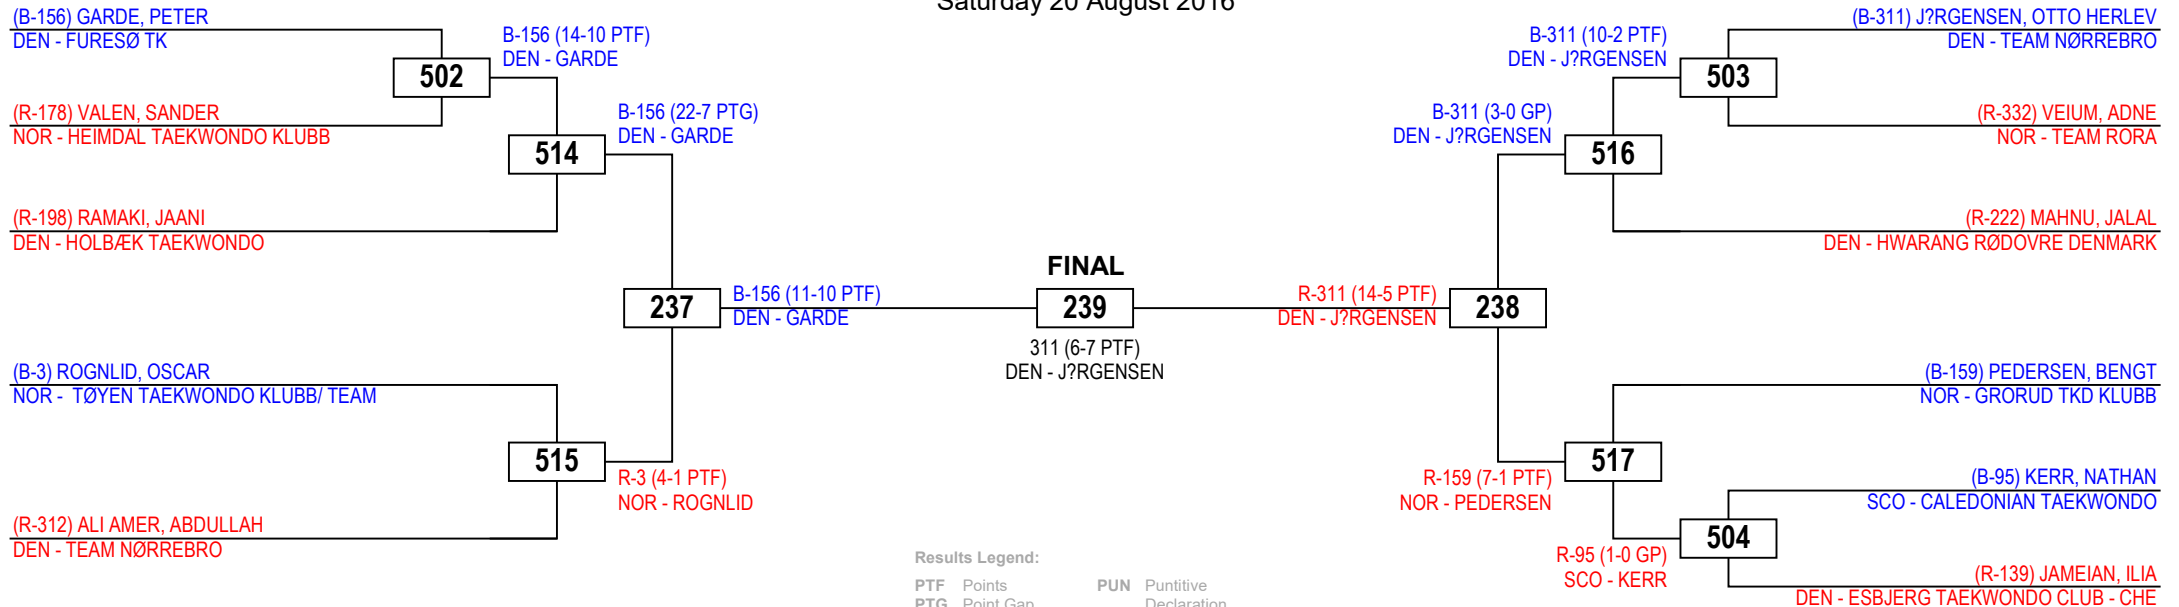 Saturday 20 August 2016
(B-156) GARDE, PETER
DEN - FURESØ TK
502
(R-178) VALEN, SANDER
NOR - HEIMDAL TAEKWONDO KLUBB
B-156 (14-10 PTF)
DEN - GARDE
514
(R-198) RAMAKI, JAANI
DEN - HOLBÆK TAEKWONDO
B-156 (22-7 PTG)
DEN - GARDE
237
(B-3) ROGNLID, OSCAR
NOR - TØYEN TAEKWONDO KLUBB/ TEAM
515
(R-312) ALI AMER, ABDULLAH
DEN - TEAM NØRREBRO
R-3 (4-1 PTF)
NOR - ROGNLID
B-156 (11-10 PTF)
DEN - GARDE
FINAL
239
311 (6-7 PTF)
DEN - J?RGENSEN
R-311 (14-5 PTF)
DEN - J?RGENSEN
238
B-311 (3-0 GP)
DEN - J?RGENSEN
516
B-311 (10-2 PTF)
DEN - J?RGENSEN
503
(B-311) J?RGENSEN, OTTO HERLEV
DEN - TEAM NØRREBRO
(R-332) VEIUM, ADNE
NOR - TEAM RORA
(R-222) MAHNU, JALAL
DEN - HWARANG RØDOVRE DENMARK
R-159 (7-1 PTF)
NOR - PEDERSEN
517
(B-159) PEDERSEN, BENGT
NOR - GRORUD TKD KLUBB
R-95 (1-0 GP)
SCO - KERR
504
(B-95) KERR, NATHAN
SCO - CALEDONIAN TAEKWONDO
(R-139) JAMEIAN, ILIA
DEN - ESBJERG TAEKWONDO CLUB - CHE
Results Legend:
PTF Points PUN Puntitive
PTG Point Gap Declaration